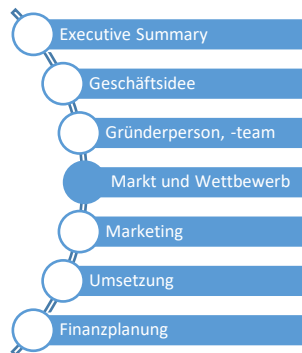 Executive Summary
Geschäftsidee
Gründerperson, -team
Markt und Wettbewerb
Marketing
Umsetzung
Finanzplanung